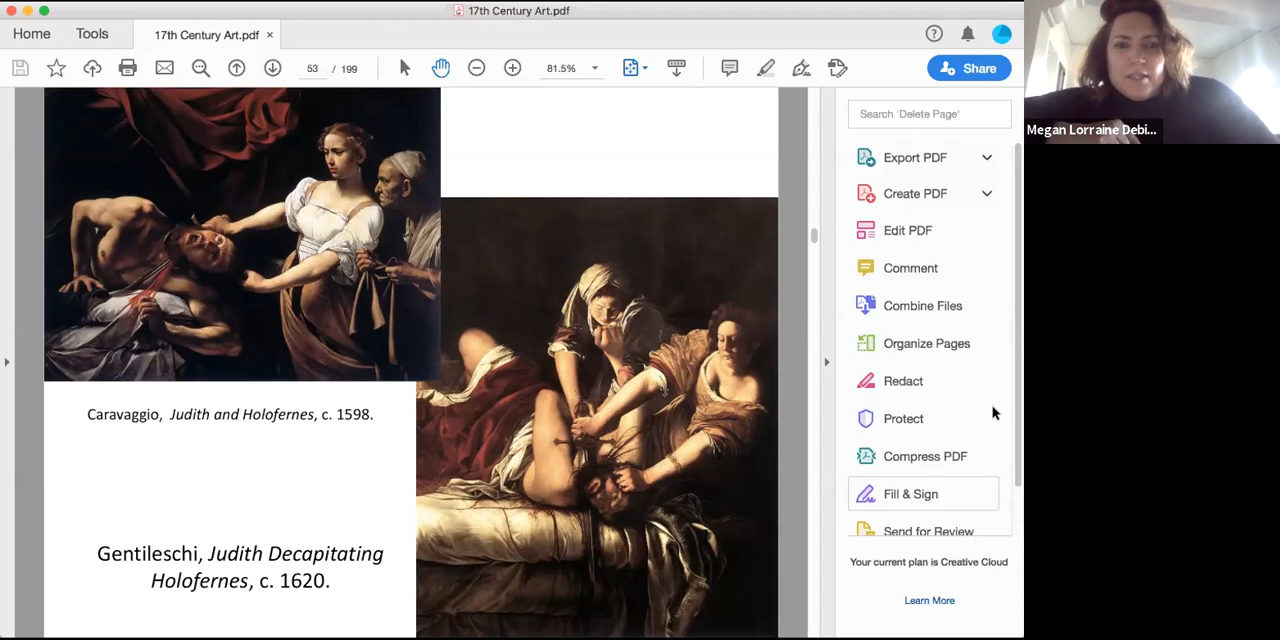 17th Century Art.pdf
Home
Tools
17th Century Art.pdf ×
53 / 199
81.5%
Share
Megan Lorraine Debi...
Search 'Delete Page'
Export PDF
Create PDF
Edit PDF
Comment
Combine Files
Organize Pages
Redact
Protect
Compress PDF
Fill & Sign
Send for Review
Your current plan is Creative Cloud
Learn More
Caravaggio, Judith and Holofernes, c. 1598.
Gentileschi, Judith Decapitating
Holofernes, c. 1620.